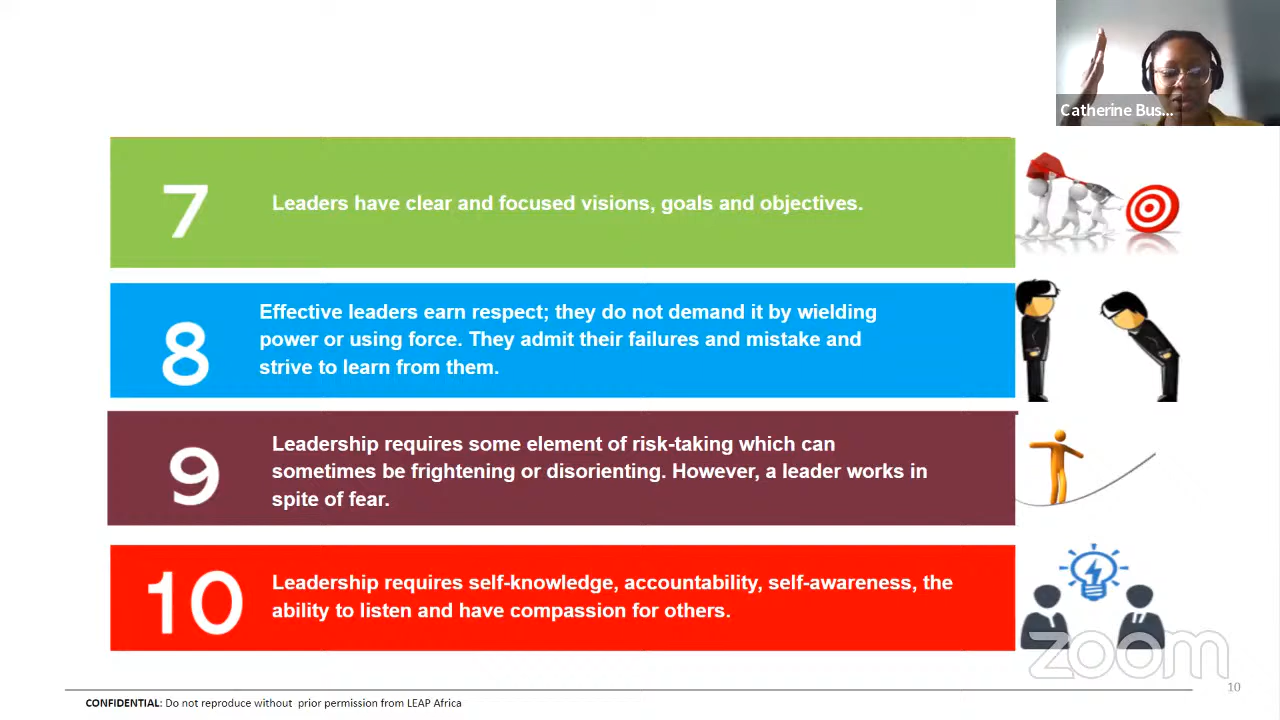 Catherine Bus...
7
Leaders have clear and focused visions, goals and objectives.
8
Effective leaders earn respect; they do not demand it by wielding
power or using force. They admit their failures and mistake and
strive to learn from them.
9
Leadership requires some element of risk-taking which can
sometimes be frightening or disorienting. However, a leader works in
spite of fear.
10
Leadership requires self-knowledge, accountability, self-awareness, the
ability to listen and have compassion for others.
zoom
10
CONFIDENTIAL: Do not reproduce without prior permission from LEAP Africa